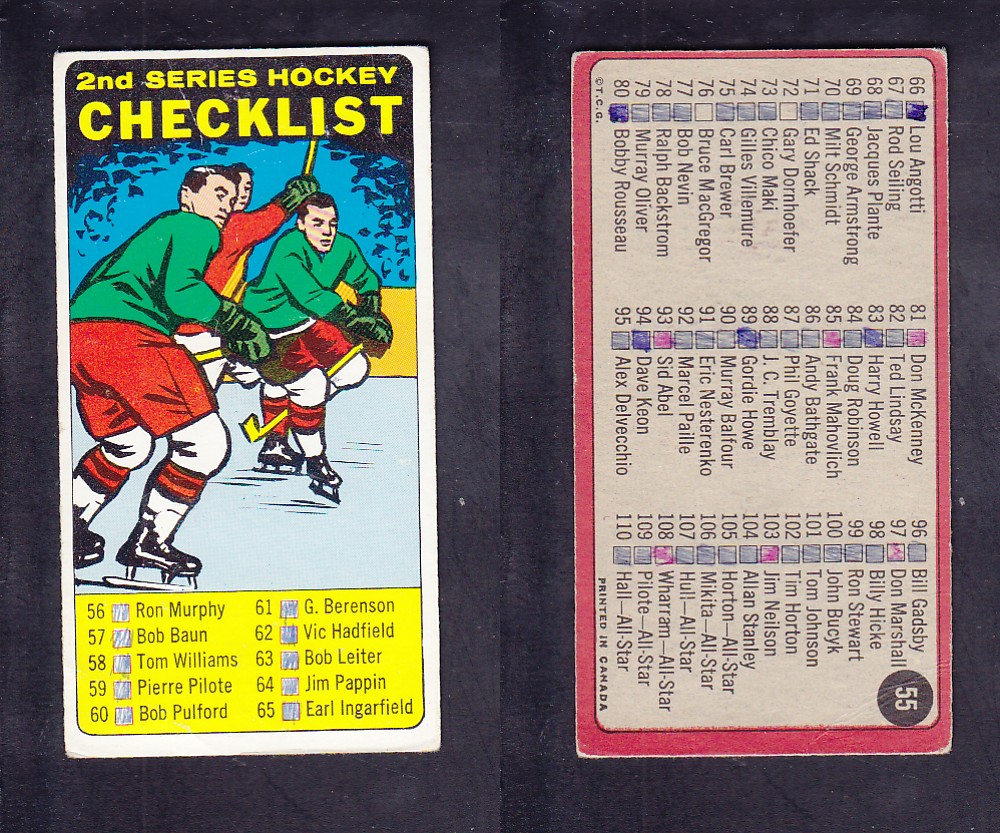 2nd SERIES HOCKEY
CHECKLIST
56 Ron Murphy
57 Bob Baun
58 Tom Williams
59 Pierre Pilote
60 Bob Pulford
61 G. Berenson
62 Vic Hadfield
63 Bob Leiter
64 Jim Pappin
65 Earl Ingarfield
66 Lou Angotti
67 Rod Seiling
68 Jacques Plante
69 George Armstrong
70 Milt Schmidt
71 Ed Shack
72 Gary Dornhoefer
73 Chico Maki
74 Gilles Vialemure
75 Carl Brewer
76 Bruce MacGregor
77 Bob Nevin
78 Ralph Backstrom
79 Murray Oliver
80 Bobby Rousseau
©T.C.G.
81 Don McKenney
82 Ted Lindsay
83 Harry Howell
84 Doug Robinson
85 Frank Mahovlich
86 Andy Bathgate
87 Phil Goyette
88 J. C. Tremblay
89 Gordie Howe
90 Murray Balfour
91 Eric Nesterenko
92 Marcel Paille
93 Sid Abel
94 Dave Keon
95 Alex Delvecchio
96 Bill Gadsby
97 Don Marshall
98 Billy Hicke
99 Ron Stewart
100 John Bucyk
101 Tom Johnson
102 Tim Horton
103 Jim Neilson
104 Allan Stanley
105 Horton—All-Star
106 Mikita—All-Star
107 Hull—All-Star
108 Wharram—All-Star
109 Pilote—All-Star
110 Hall—All-Star
55
PRINTED IN CANADA